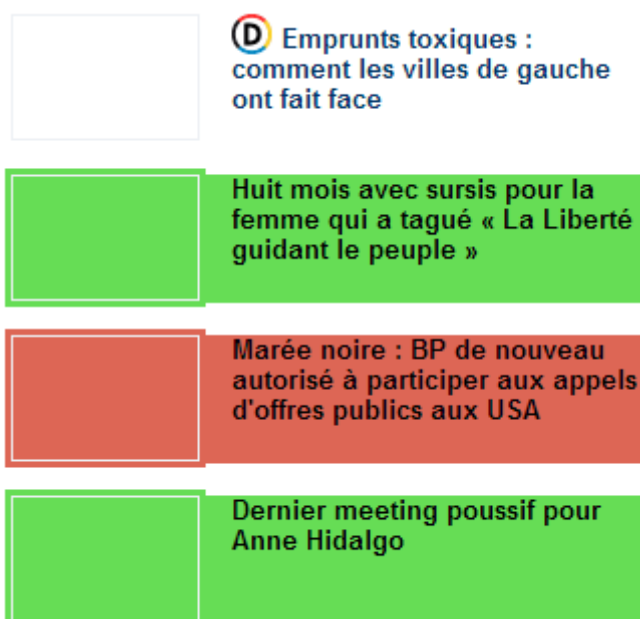 D Emprunts toxiques :
comment les villes de gauche
ont fait face
Huit mois avec sursis pour la
femme qui a tagué « La Liberté
guidant le peuple »
Marée noire : BP de nouveau
autorisé à participer aux appels
d'offres publics aux USA
Dernier meeting poussif pour
Anne Hidalgo